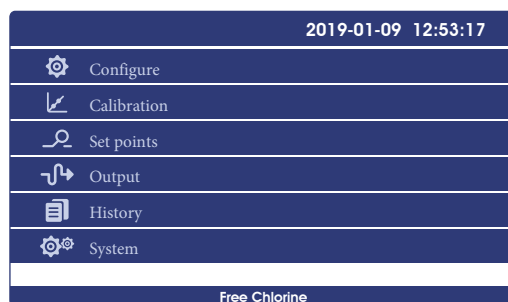 2019-01-09 12:53:17
Configure
Calibration
Set points
Output
History
System
Free Chlorine